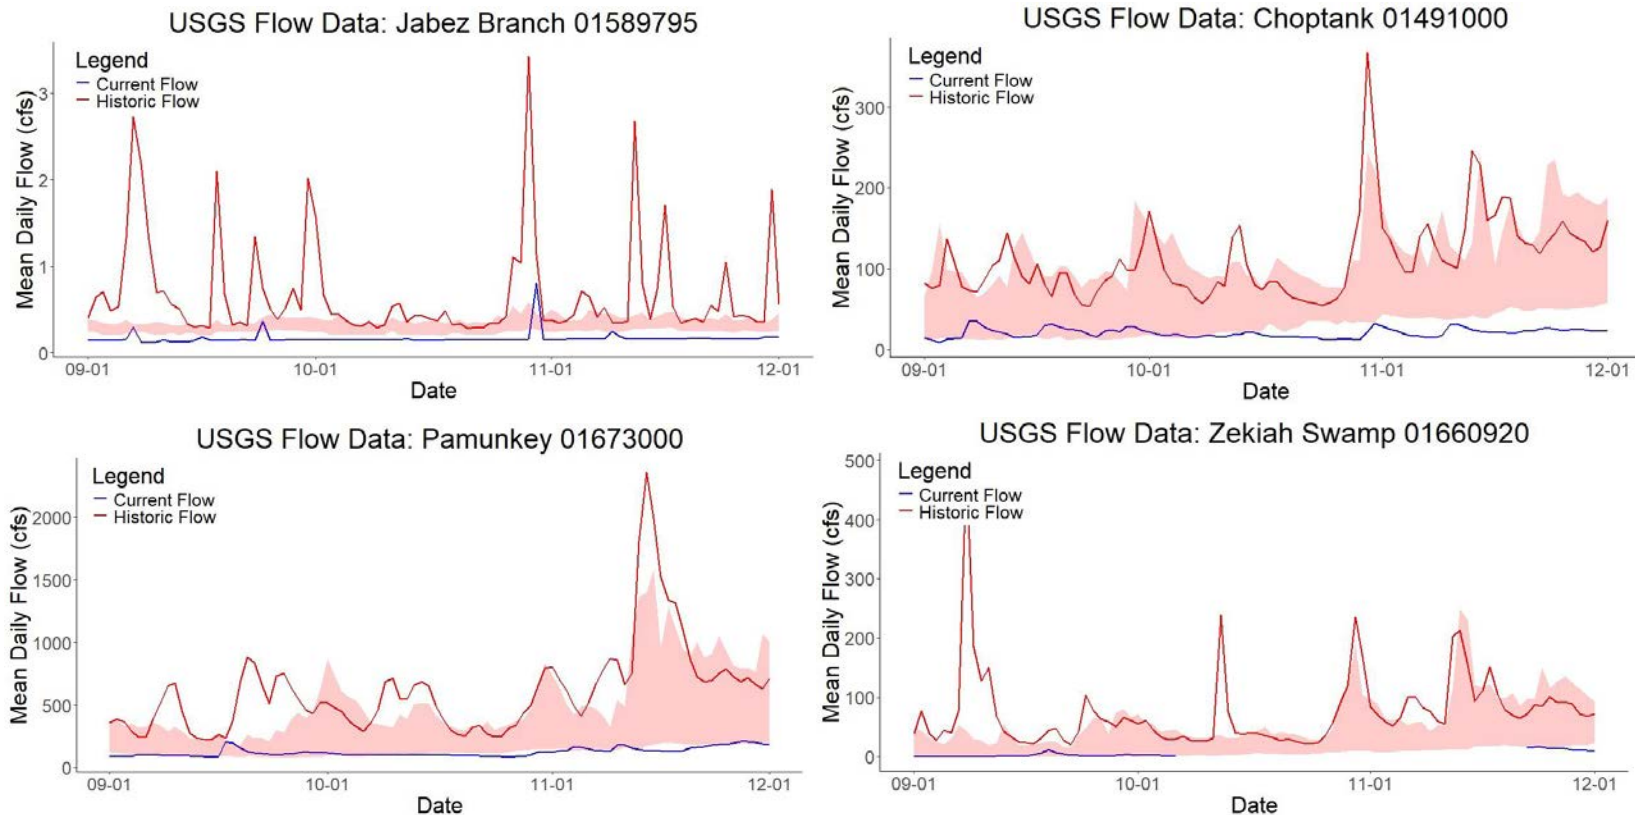 USGS Flow Data: Jabez Branch 01589795
Legend
Current Flow
Historic Flow
Mean Daily Flow (cfs)
3
2
1
0
09-01 10-01 11-01 12-01
Date
USGS Flow Data: Choptank 01491000
Legend
Current Flow
Historic Flow
Mean Daily Flow (cfs)
300
200
100
0
09-01 10-01 11-01 12-01
Date
USGS Flow Data: Pamunkey 01673000
Legend
Current Flow
Historic Flow
Mean Daily Flow (cfs)
2000
1500
1000
500
0
09-01 10-01 11-01 12-01
Date
USGS Flow Data: Zekiah Swamp 01660920
Legend
Current Flow
Historic Flow
Mean Daily Flow (cfs)
500
400
300
200
100
0
09-01 10-01 11-01 12-01
Date